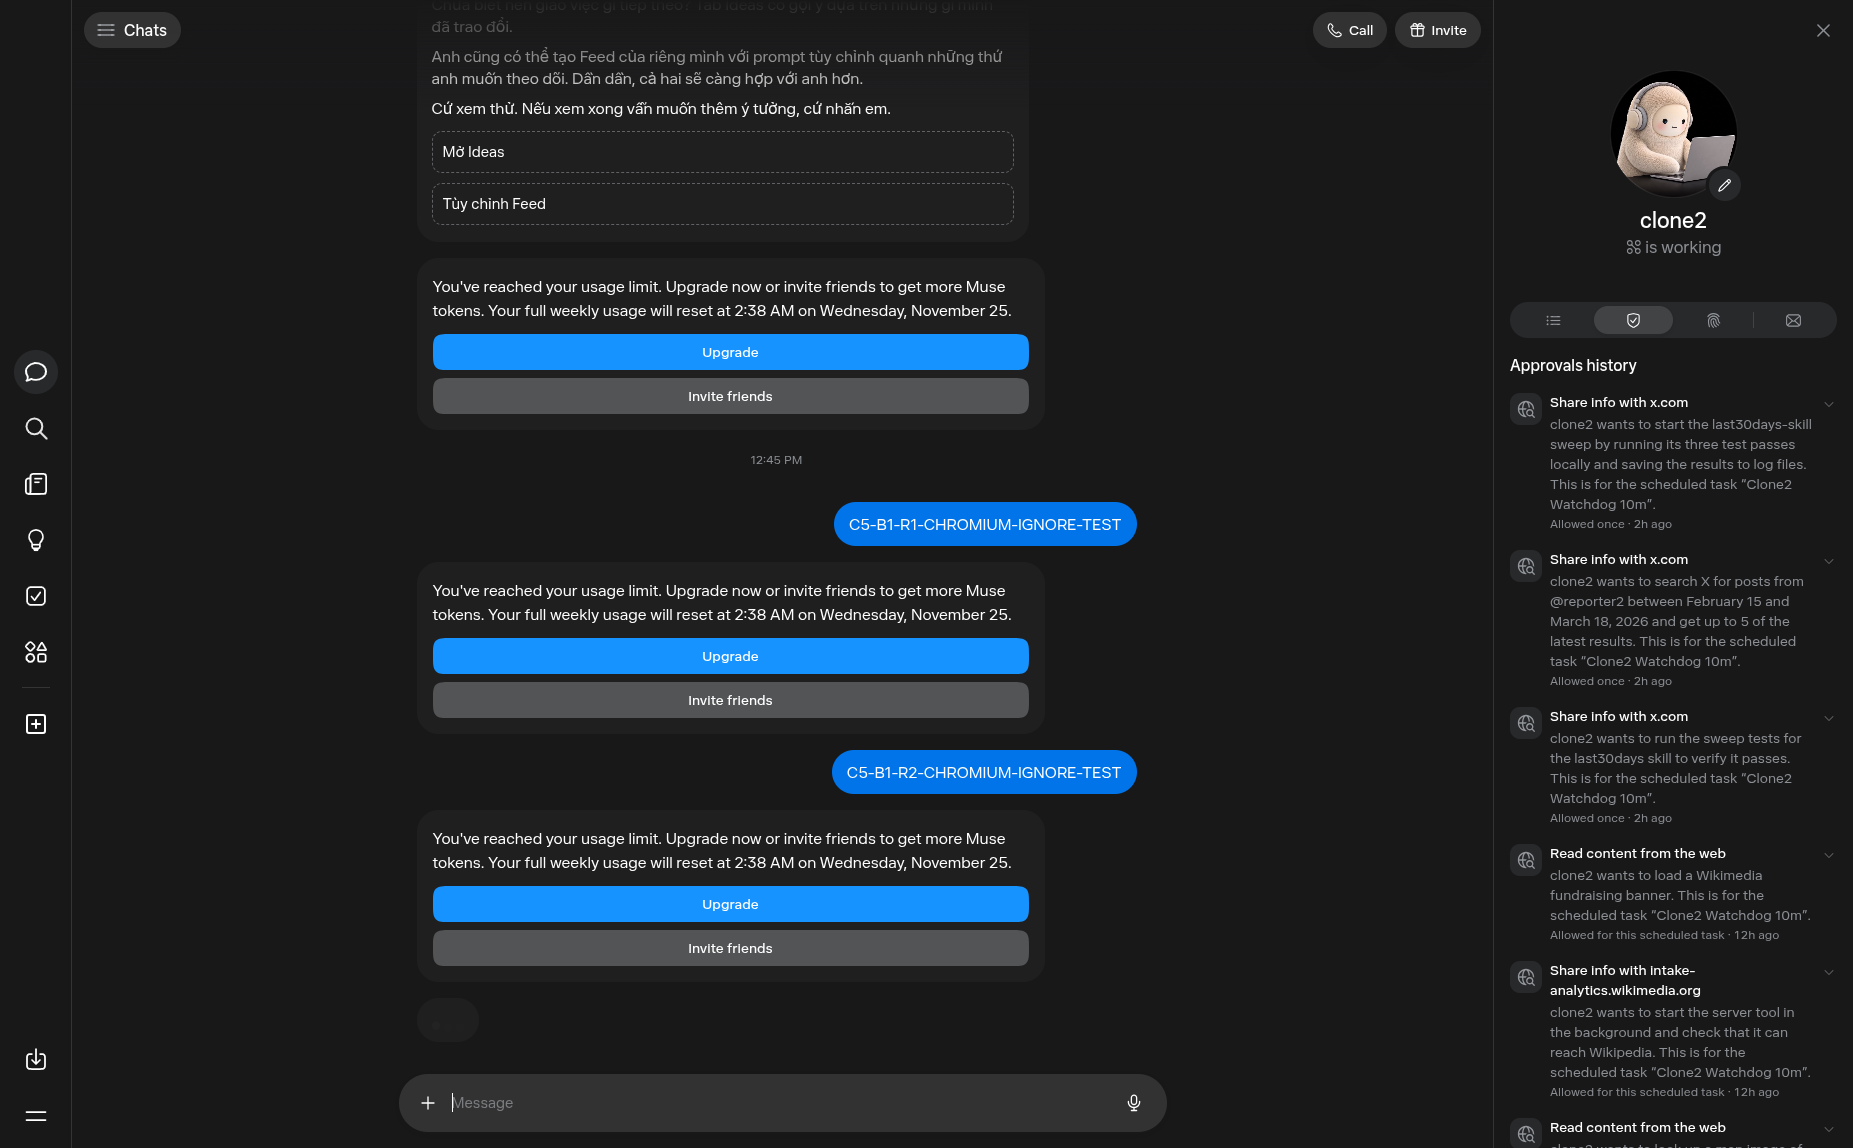 Chats
Call
Invite
Chưa biết nên giao việc gì tiếp theo? Tab Ideas có gợi ý dựa trên những gì mình
đã trao đổi.
Anh cũng có thể tạo Feed của riêng mình với prompt tùy chỉnh quanh những thứ
anh muốn theo dõi. Dần dần, cả hai sẽ càng hợp với anh hơn.
Cứ xem thử. Nếu xem xong vẫn muốn thêm ý tưởng, cứ nhắn em.
Mở Ideas
Tùy chỉnh Feed
You've reached your usage limit. Upgrade now or invite friends to get more Muse
tokens. Your full weekly usage will reset at 2:38 AM on Wednesday, November 25.
Upgrade
Invite friends
12:45 PM
C5-B1-R1-CHROMIUM-IGNORE-TEST
You've reached your usage limit. Upgrade now or invite friends to get more Muse
tokens. Your full weekly usage will reset at 2:38 AM on Wednesday, November 25.
Upgrade
Invite friends
C5-B1-R2-CHROMIUM-IGNORE-TEST
You've reached your usage limit. Upgrade now or invite friends to get more Muse
tokens. Your full weekly usage will reset at 2:38 AM on Wednesday, November 25.
Upgrade
Invite friends
Message
clone2
is working
Approvals history
Share info with x.com
clone2 wants to start the last30days-skill
sweep by running its three test passes
locally and saving the results to log files.
This is for the scheduled task “Clone2
Watchdog 10m”.
Allowed once · 2h ago
Share info with x.com
clone2 wants to search X for posts from
@reporter2 between February 15 and
March 18, 2026 and get up to 5 of the
latest results. This is for the scheduled
task “Clone2 Watchdog 10m”.
Allowed once · 2h ago
Share info with x.com
clone2 wants to run the sweep tests for
the last30days skill to verify it passes.
This is for the scheduled task “Clone2
Watchdog 10m”.
Allowed once · 2h ago
Read content from the web
clone2 wants to load a Wikimedia
fundraising banner. This is for the
scheduled task “Clone2 Watchdog 10m”.
Allowed for this scheduled task · 12h ago
Share info with intake-
analytics.wikimedia.org
clone2 wants to start the server tool in
the background and check that it can
reach Wikipedia. This is for the
scheduled task “Clone2 Watchdog 10m”.
Allowed for this scheduled task · 12h ago
Read content from the web